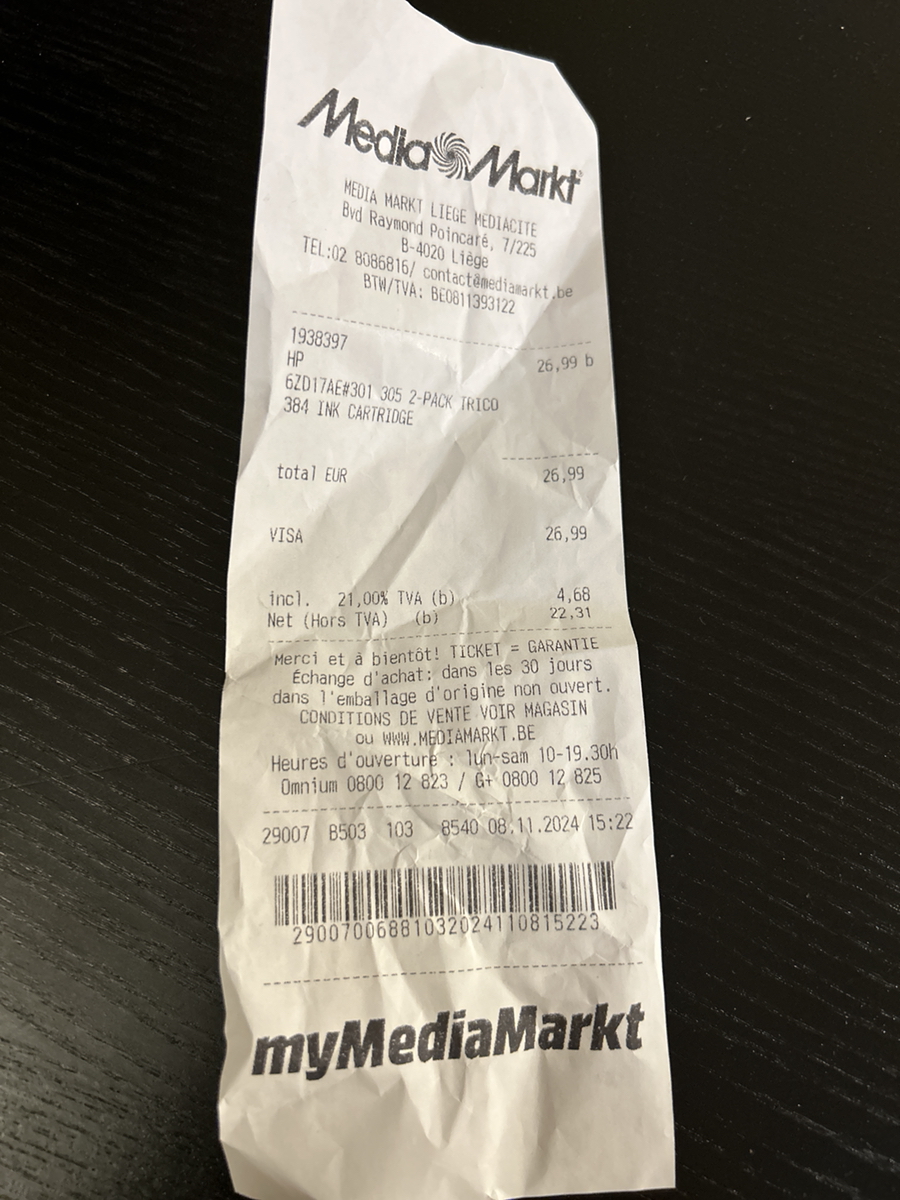 Media Markt
MEDIA MARKT LIEGE MEDIACITE
Bvd Raymond Poincaré, 7/225
B-4020 Liège
TEL:02 8086816/ contact@mediamarkt.be
BTW/TVA: BE0811393122
1938397
HP 26,99 b
6ZD17AE#301 305 2-PACK TRICO
384 INK CARTRIDGE
total EUR 26,99
VISA 26,99
incl. 21,00% TVA (b) 4,68
Net (Hors TVA) (b) 22,31
Merci et à bientôt! TICKET = GARANTIE
Échange d'achat: dans les 30 jours
dans l'emballage d'origine non ouvert.
CONDITIONS DE VENTE VOIR MAGASIN
ou WWW.MEDIAMARKT.BE
Heures d'ouverture : lun-sam 10-19.30h
Omnium 0800 12 823 / G+ 0800 12 825
29007 B503 103 8540 08.11.2024 15:22
29007006881032024110815223
myMediaMarkt